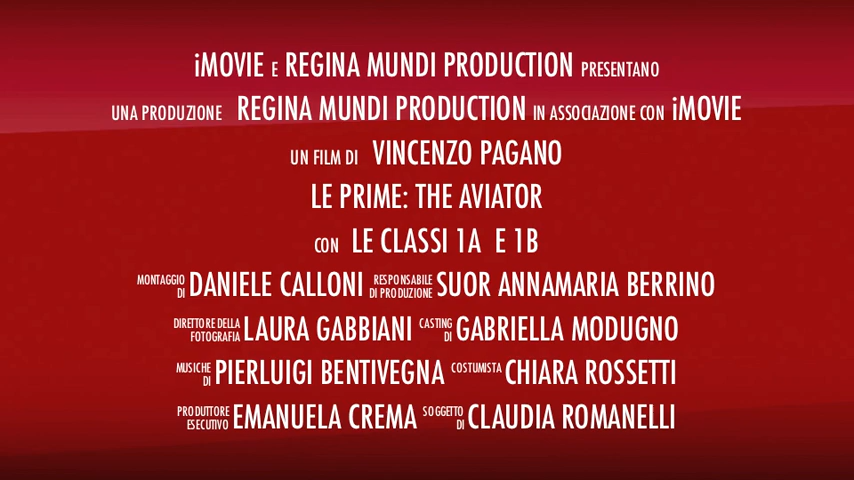 iMOVIE E REGINA MUNDI PRODUCTION PRESENTANO
UNA PRODUZIONE REGINA MUNDI PRODUCTION IN ASSOCIAZIONE CON iMOVIE
UN FILM DI VINCENZO PAGANO
LE PRIME: THE AVIATOR
CON LE CLASSI 1A E 1B
MONTAGGIO DI DANIELE CALLONI RESPONSABILE DI PRODUZIONE SUOR ANNAMARIA BERRINO
DIRETTORE DELLA FOTOGRAFIA LAURA GABBIANI CASTING DI GABRIELLA MODUGNO
MUSICHE DI PIERLUIGI BENTIVEGNA COSTUMISTA CHIARA ROSSETTI
PRODUTTORE ESECUTIVO EMANUELA CREMA SOGGETTO DI CLAUDIA ROMANELLI